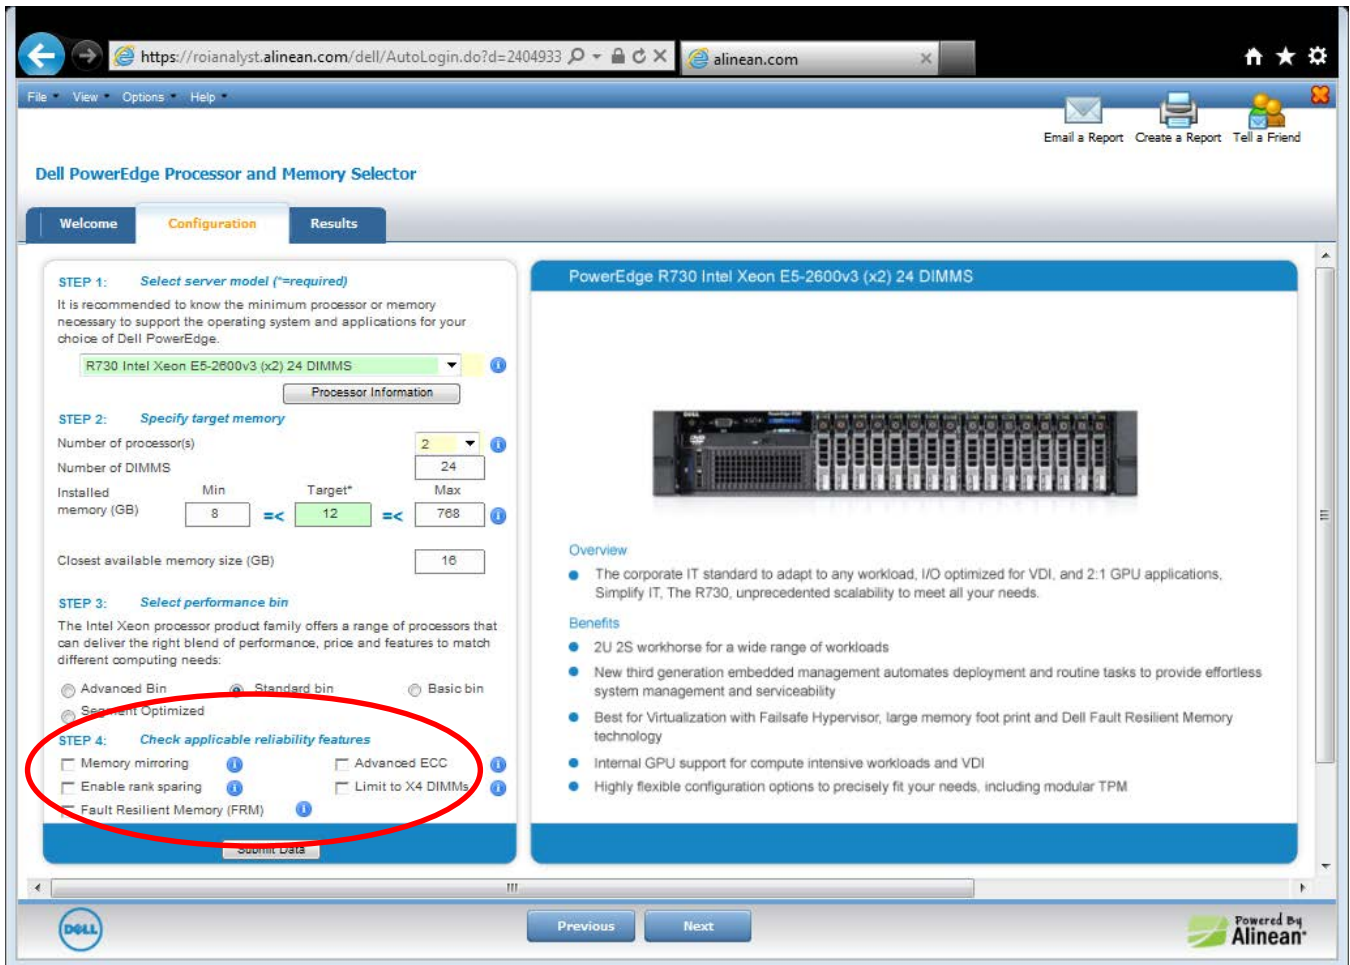 https://roianalyst.alinean.com/dell/AutoLogin.do?d=2404933
alinean.com
File View Options Help
Email a Report Create a Report Tell a Friend
Dell PowerEdge Processor and Memory Selector
Welcome Configuration Results
STEP 1: Select server model (*=required)
It is recommended to know the minimum processor or memory
necessary to support the operating system and applications for your
choice of Dell PowerEdge.
R730 Intel Xeon E5-2600v3 (x2) 24 DIMMS
Processor Information
STEP 2: Specify target memory
Number of processor(s) 2
Number of DIMMS 24
Installed Min Target* Max
memory (GB) 8 =< 12 =< 768
Closest available memory size (GB) 16
STEP 3: Select performance bin
The Intel Xeon processor product family offers a range of processors that
can deliver the right blend of performance, price and features to match
different computing needs:
Advanced Bin Standard bin Basic bin
Segment Optimized
STEP 4: Check applicable reliability features
Memory mirroring Advanced ECC
Enable rank sparing Limit to X4 DIMMs
Fault Resilient Memory (FRM)
Submit Data
PowerEdge R730 Intel Xeon E5-2600v3 (x2) 24 DIMMS
Overview
The corporate IT standard to adapt to any workload, I/O optimized for VDI, and 2:1 GPU applications,
Simplify IT, The R730, unprecedented scalability to meet all your needs.
Benefits
2U 2S workhorse for a wide range of workloads
New third generation embedded management automates deployment and routine tasks to provide effortless
system management and serviceability
Best for Virtualization with Failsafe Hypervisor, large memory foot print and Dell Fault Resilient Memory
technology
Internal GPU support for compute intensive workloads and VDI
Highly flexible configuration options to precisely fit your needs, including modular TPM
DELL
Previous Next
Powered By
Alinean